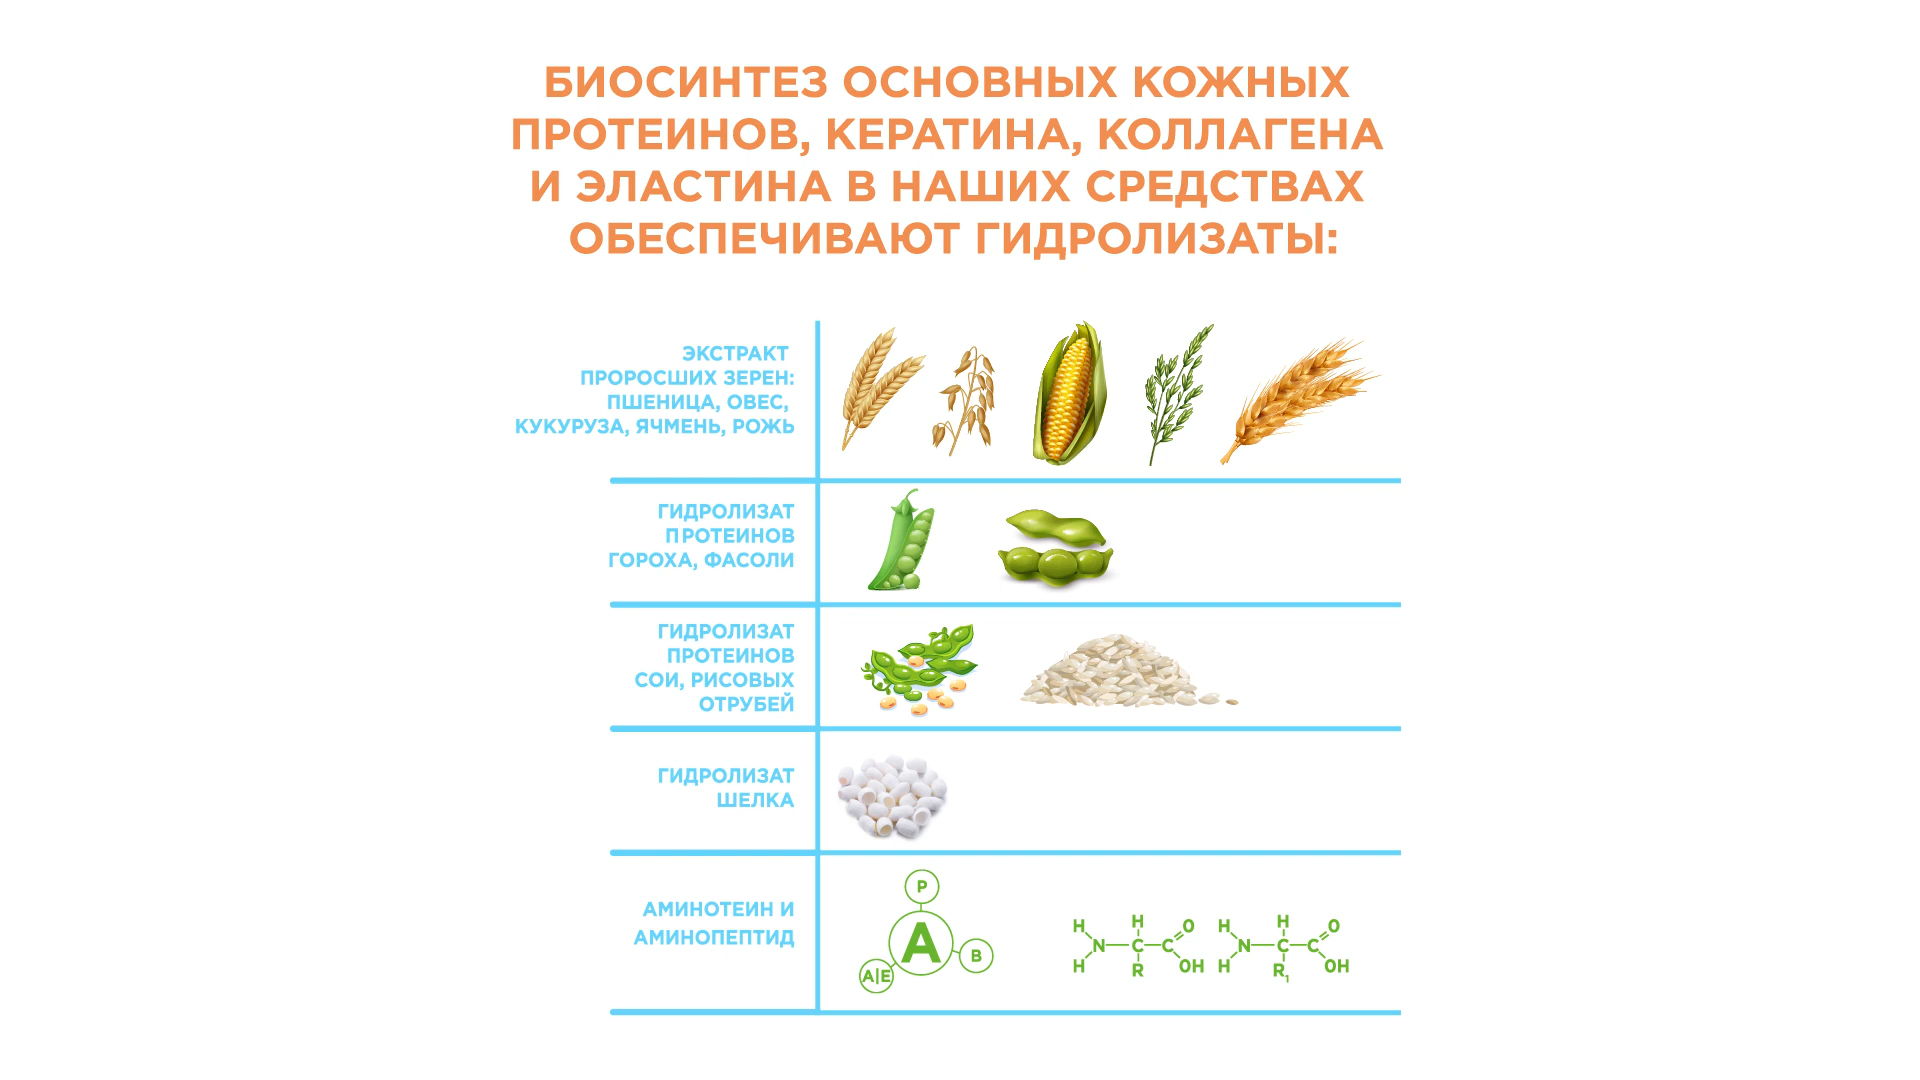 БИОСИНТЕЗ ОСНОВНЫХ КОЖНЫХ
ПРОТЕИНОВ, КЕРАТИНА, КОЛЛАГЕНА
И ЭЛАСТИНА В НАШИХ СРЕДСТВАХ
ОБЕСПЕЧИВАЮТ ГИДРОЛИЗАТЫ:
ЭКСТРАКТ
ПРОРОСШИХ ЗЕРЕН:
ПШЕНИЦА, ОВЕС,
КУКУРУЗА, ЯЧМЕНЬ, РОЖЬ
ГИДРОЛИЗАТ
ПРОТЕИНОВ
ГОРОХА, ФАСОЛИ
ГИДРОЛИЗАТ
ПРОТЕИНОВ
СОИ, РИСОВЫХ
ОТРУБЕЙ
ГИДРОЛИЗАТ
ШЕЛКА
АМИНОТЕИН И
АМИНОПЕПТИД
P
A
B
A|E
H H O H H O
N C C N C C
H R OH H R1 OH